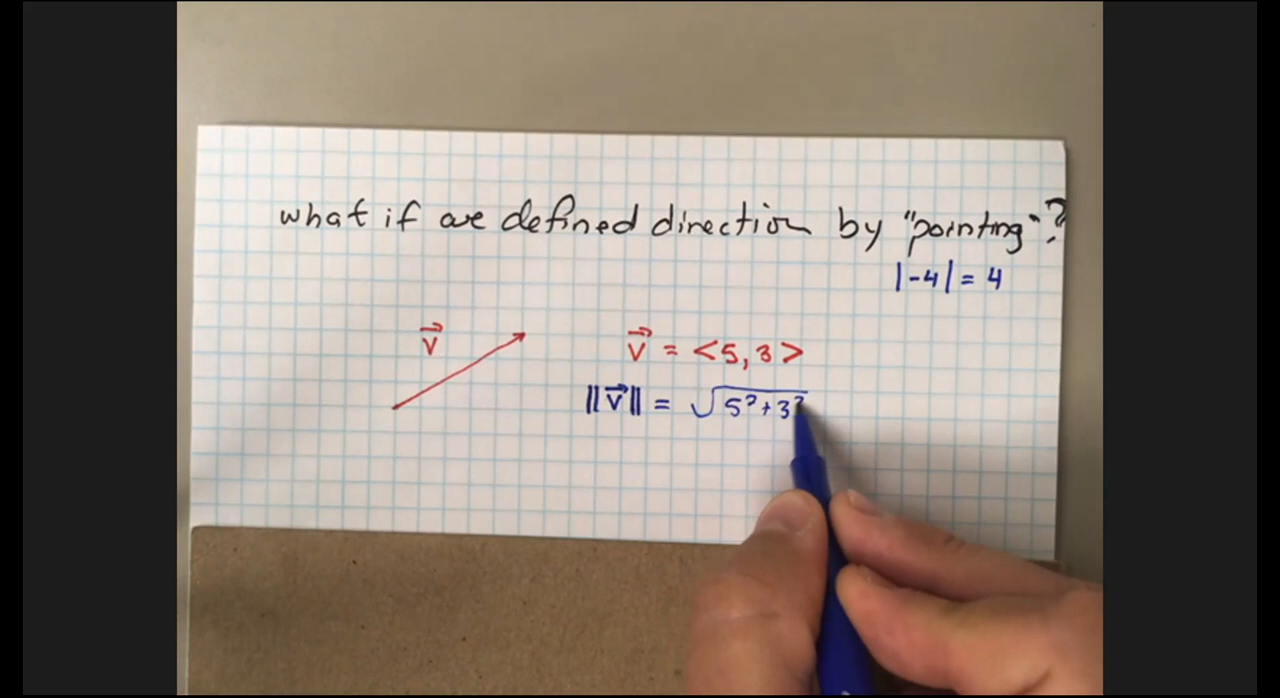 what if we defined direction by "pointing"?
|-4| = 4
v⃗
v⃗ = <5, 3>
||v⃗|| = √5²+3²